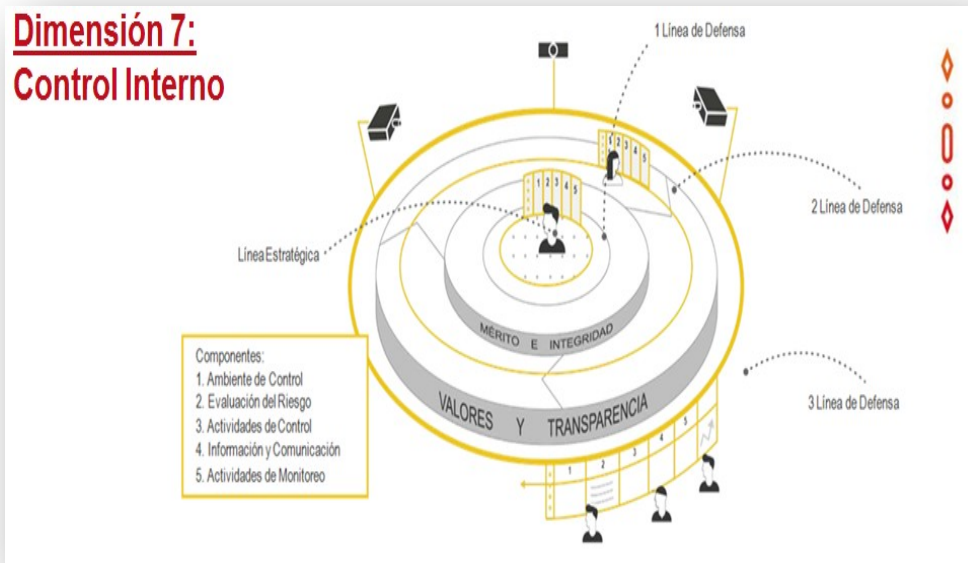 Dimensión 7:
Control Interno
1 Línea de Defensa
2 Línea de Defensa
Línea Estratégica
1 2 3 4 5
1 2 3 4 5
MÉRITO E INTEGRIDAD
VALORES Y TRANSPARENCIA
3 Línea de Defensa
Componentes:
1. Ambiente de Control
2. Evaluación del Riesgo
3. Actividades de Control
4. Información y Comunicación
5. Actividades de Monitoreo
1 2 3 4 5